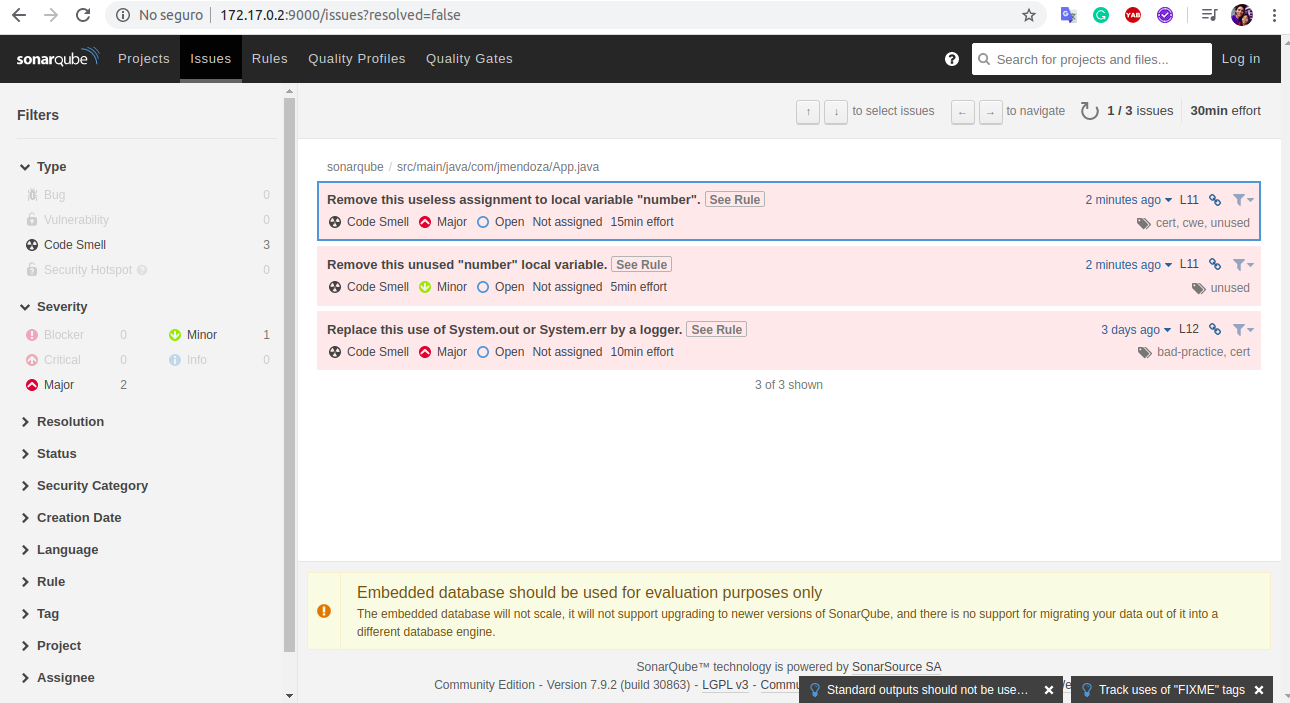 No seguro 172.17.0.2:9000/issues?resolved=false
YAB
sonarqube Projects Issues Rules Quality Profiles Quality Gates Search for projects and files... Log in
Filters
↑ ↓ to select issues ← → to navigate 1 / 3 issues 30min effort
Type
Bug 0
Vulnerability 0
Code Smell 3
Security Hotspot 0
Severity
Blocker 0 Minor 1
Critical 0 Info 0
Major 2
Resolution
Status
Security Category
Creation Date
Language
Rule
Tag
Project
Assignee
sonarqube / src/main/java/com/jmendoza/App.java
Remove this useless assignment to local variable "number". See Rule 2 minutes ago L11
Code Smell Major Open Not assigned 15min effort cert, cwe, unused
Remove this unused "number" local variable. See Rule 2 minutes ago L11
Code Smell Minor Open Not assigned 5min effort unused
Replace this use of System.out or System.err by a logger. See Rule 3 days ago L12
Code Smell Major Open Not assigned 10min effort bad-practice, cert
3 of 3 shown
Embedded database should be used for evaluation purposes only
The embedded database will not scale, it will not support upgrading to newer versions of SonarQube, and there is no support for migrating your data out of it into a
different database engine.
SonarQube™ technology is powered by SonarSource SA
Community Edition - Version 7.9.2 (build 30863) - LGPL v3 -
Standard outputs should not be use... Track uses of "FIXME" tags